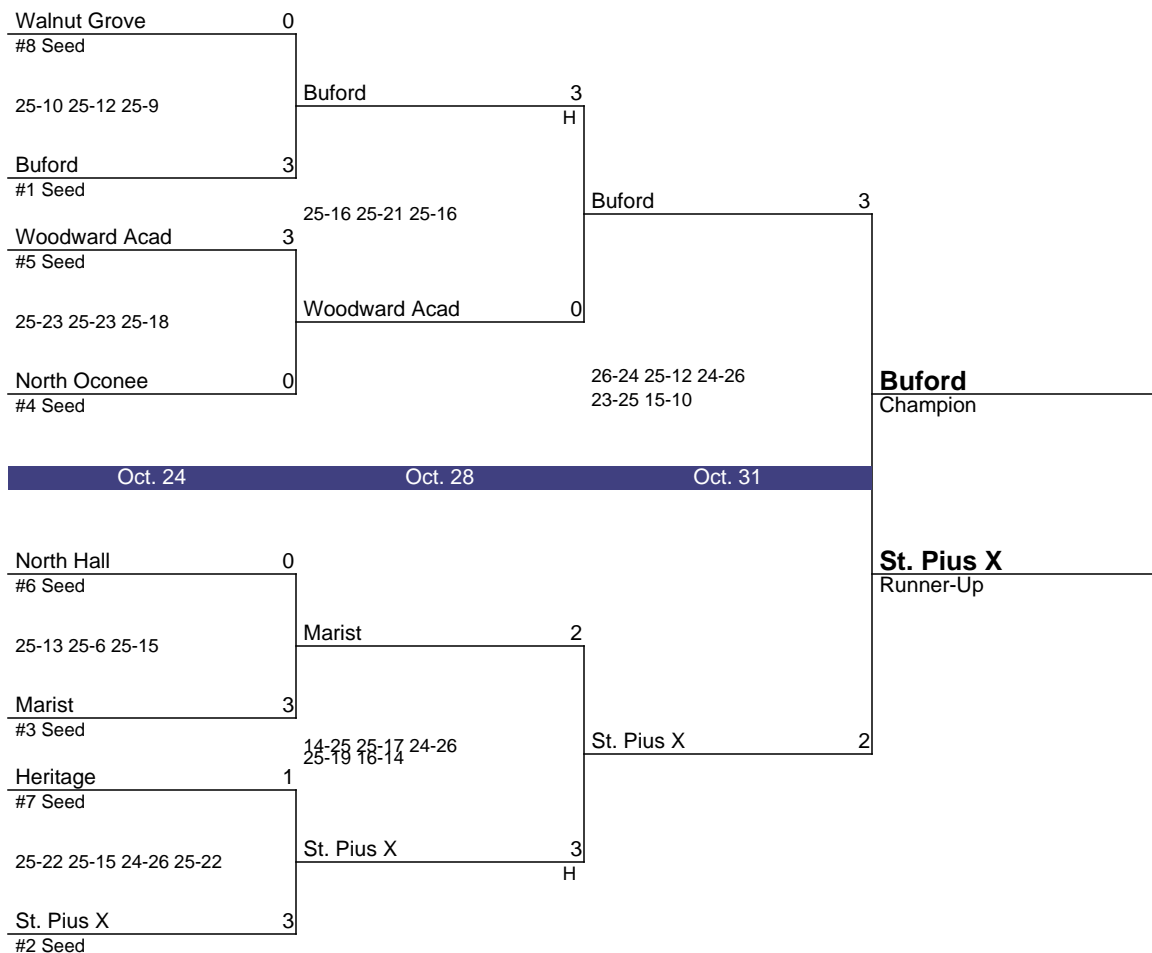 Walnut Grove 0
#8 Seed
25-10 25-12 25-9
Buford 3
#1 Seed
Buford 3
H
25-16 25-21 25-16
Woodward Acad 3
#5 Seed
25-23 25-23 25-18
North Oconee 0
#4 Seed
Woodward Acad 0
Buford 3
26-24 25-12 24-26
23-25 15-10
Buford
Champion
Oct. 24 Oct. 28 Oct. 31
North Hall 0
#6 Seed
25-13 25-6 25-15
Marist 3
#3 Seed
Marist 2
14-25 25-17 24-26
25-19 16-14
Heritage 1
#7 Seed
25-22 25-15 24-26 25-22
St. Pius X 3
#2 Seed
St. Pius X 3
H
St. Pius X 2
St. Pius X
Runner-Up